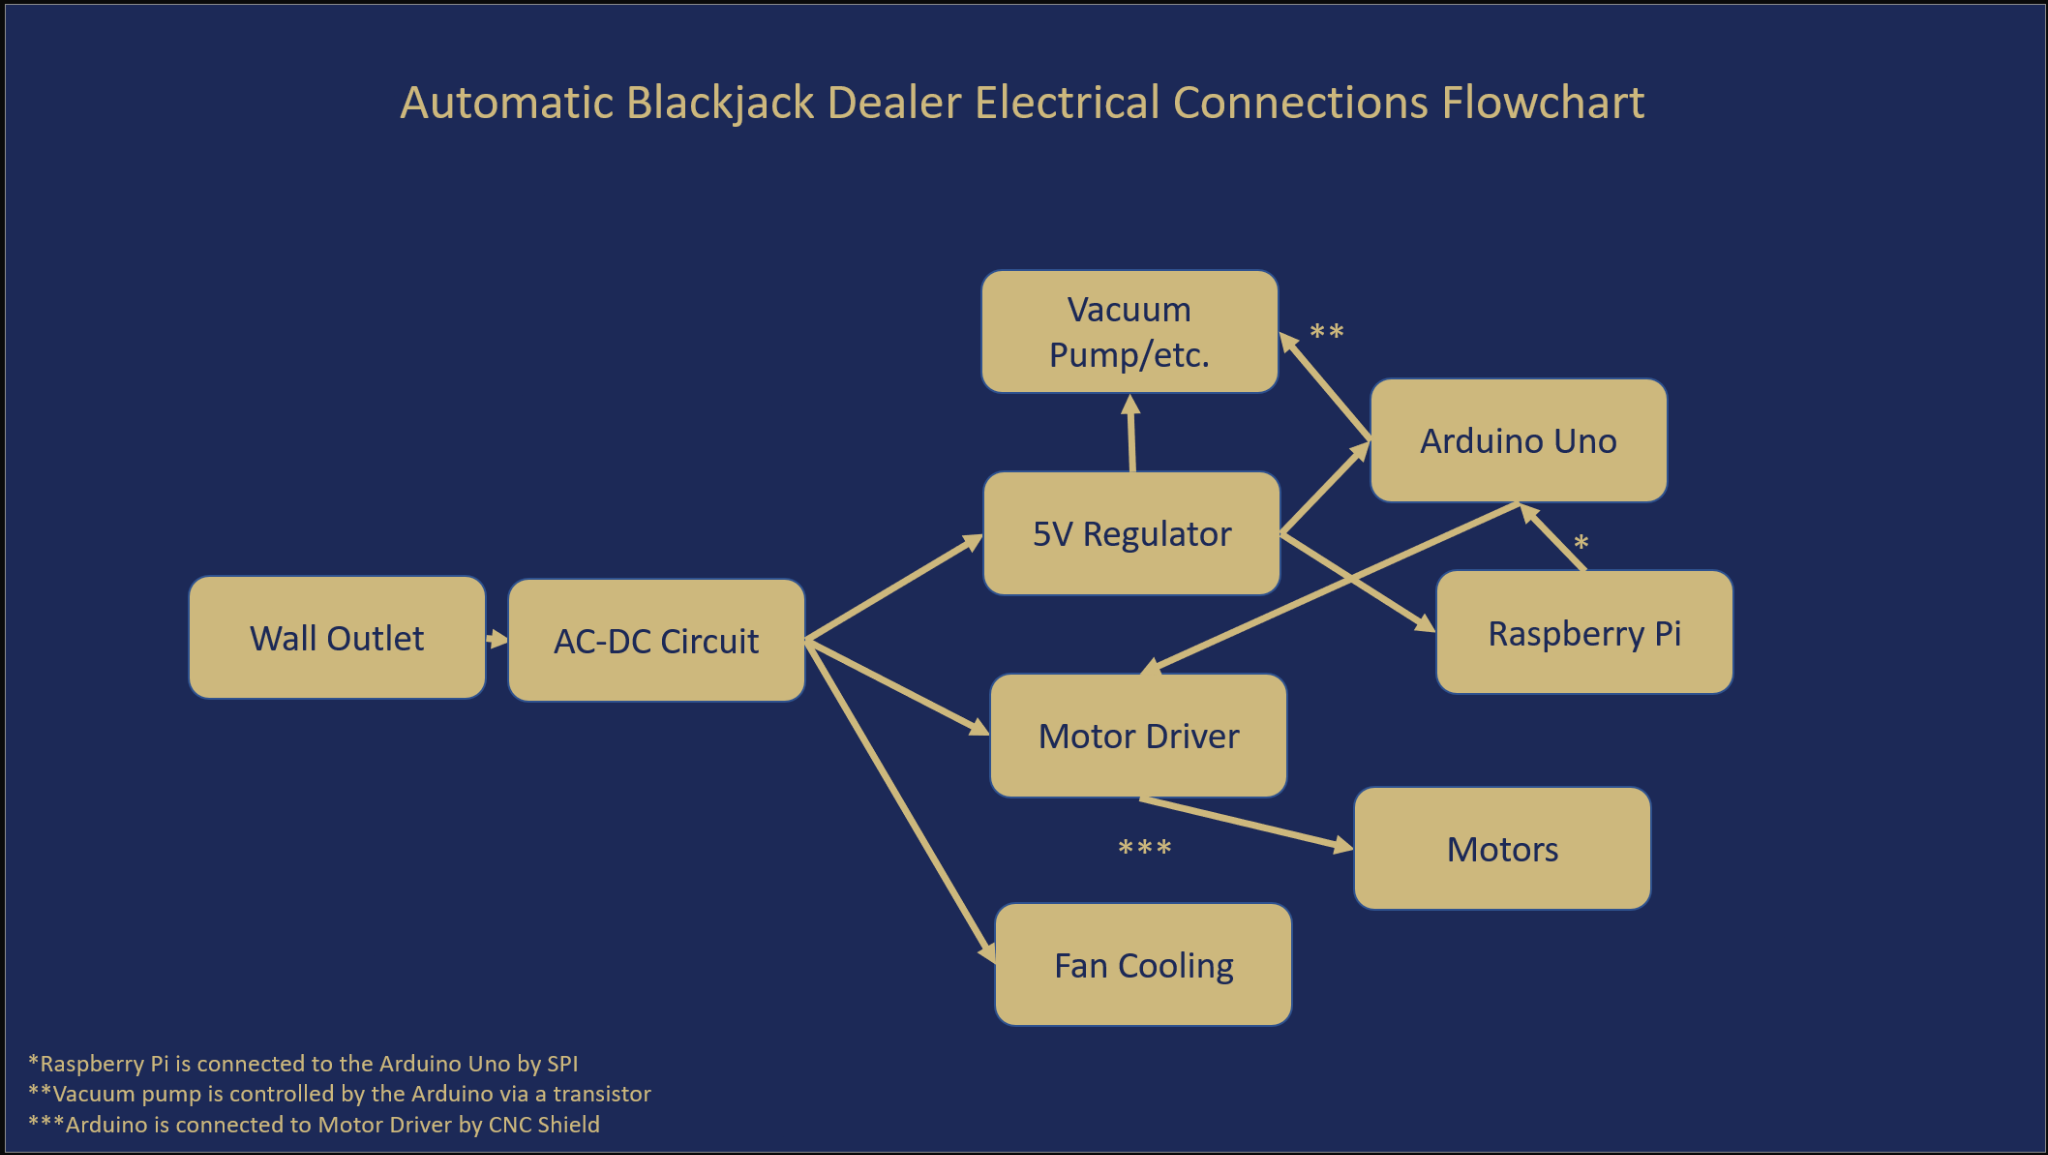 Automatic Blackjack Dealer Electrical Connections Flowchart
Vacuum
Pump/etc.
**
Arduino Uno
5V Regulator
*
Wall Outlet
AC-DC Circuit
Raspberry Pi
Motor Driver
***
Motors
Fan Cooling
*Raspberry Pi is connected to the Arduino Uno by SPI
**Vacuum pump is controlled by the Arduino via a transistor
***Arduino is connected to Motor Driver by CNC Shield